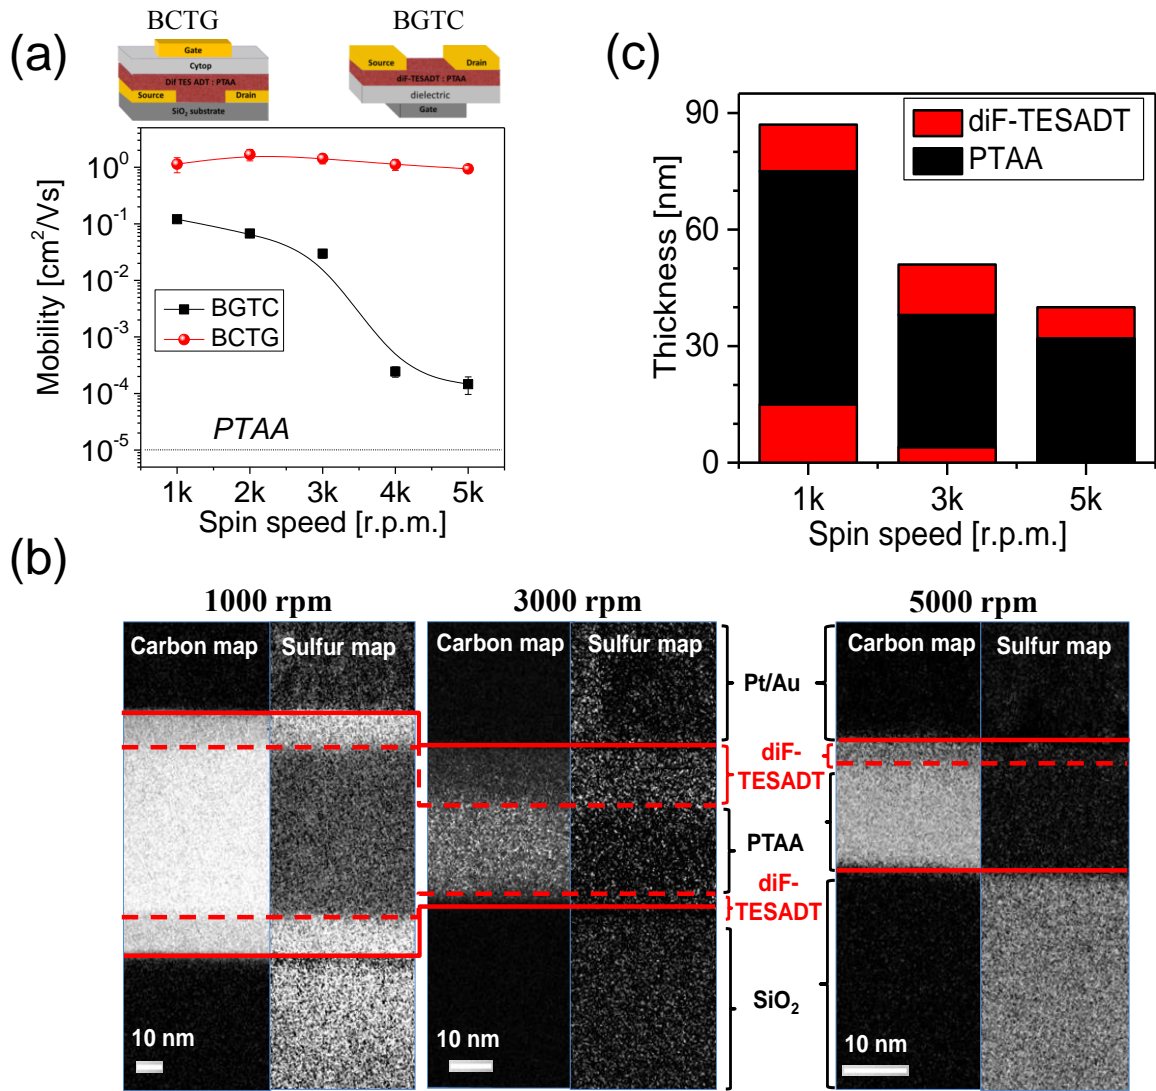 (a)
BCTG
Gate
Cytop
Dif TES ADT : PTAA
Source
Drain
SiO₂ substrate
BGTC
Source
Drain
diF-TESADT : PTAA
dielectric
Gate
Mobility [cm²/Vs]
10⁰
10⁻¹
10⁻²
10⁻³
10⁻⁴
10⁻⁵
BGTC
BCTG
PTAA
1k 2k 3k 4k 5k
Spin speed [r.p.m.]
(c)
Thickness [nm]
90
60
30
0
diF-TESADT
PTAA
1k 3k 5k
Spin speed [r.p.m.]
(b)
1000 rpm
Carbon map
Sulfur map
10 nm
3000 rpm
Carbon map
Sulfur map
10 nm
Pt/Au
diF-
TESADT
PTAA
diF-
TESADT
SiO₂
5000 rpm
Carbon map
Sulfur map
10 nm